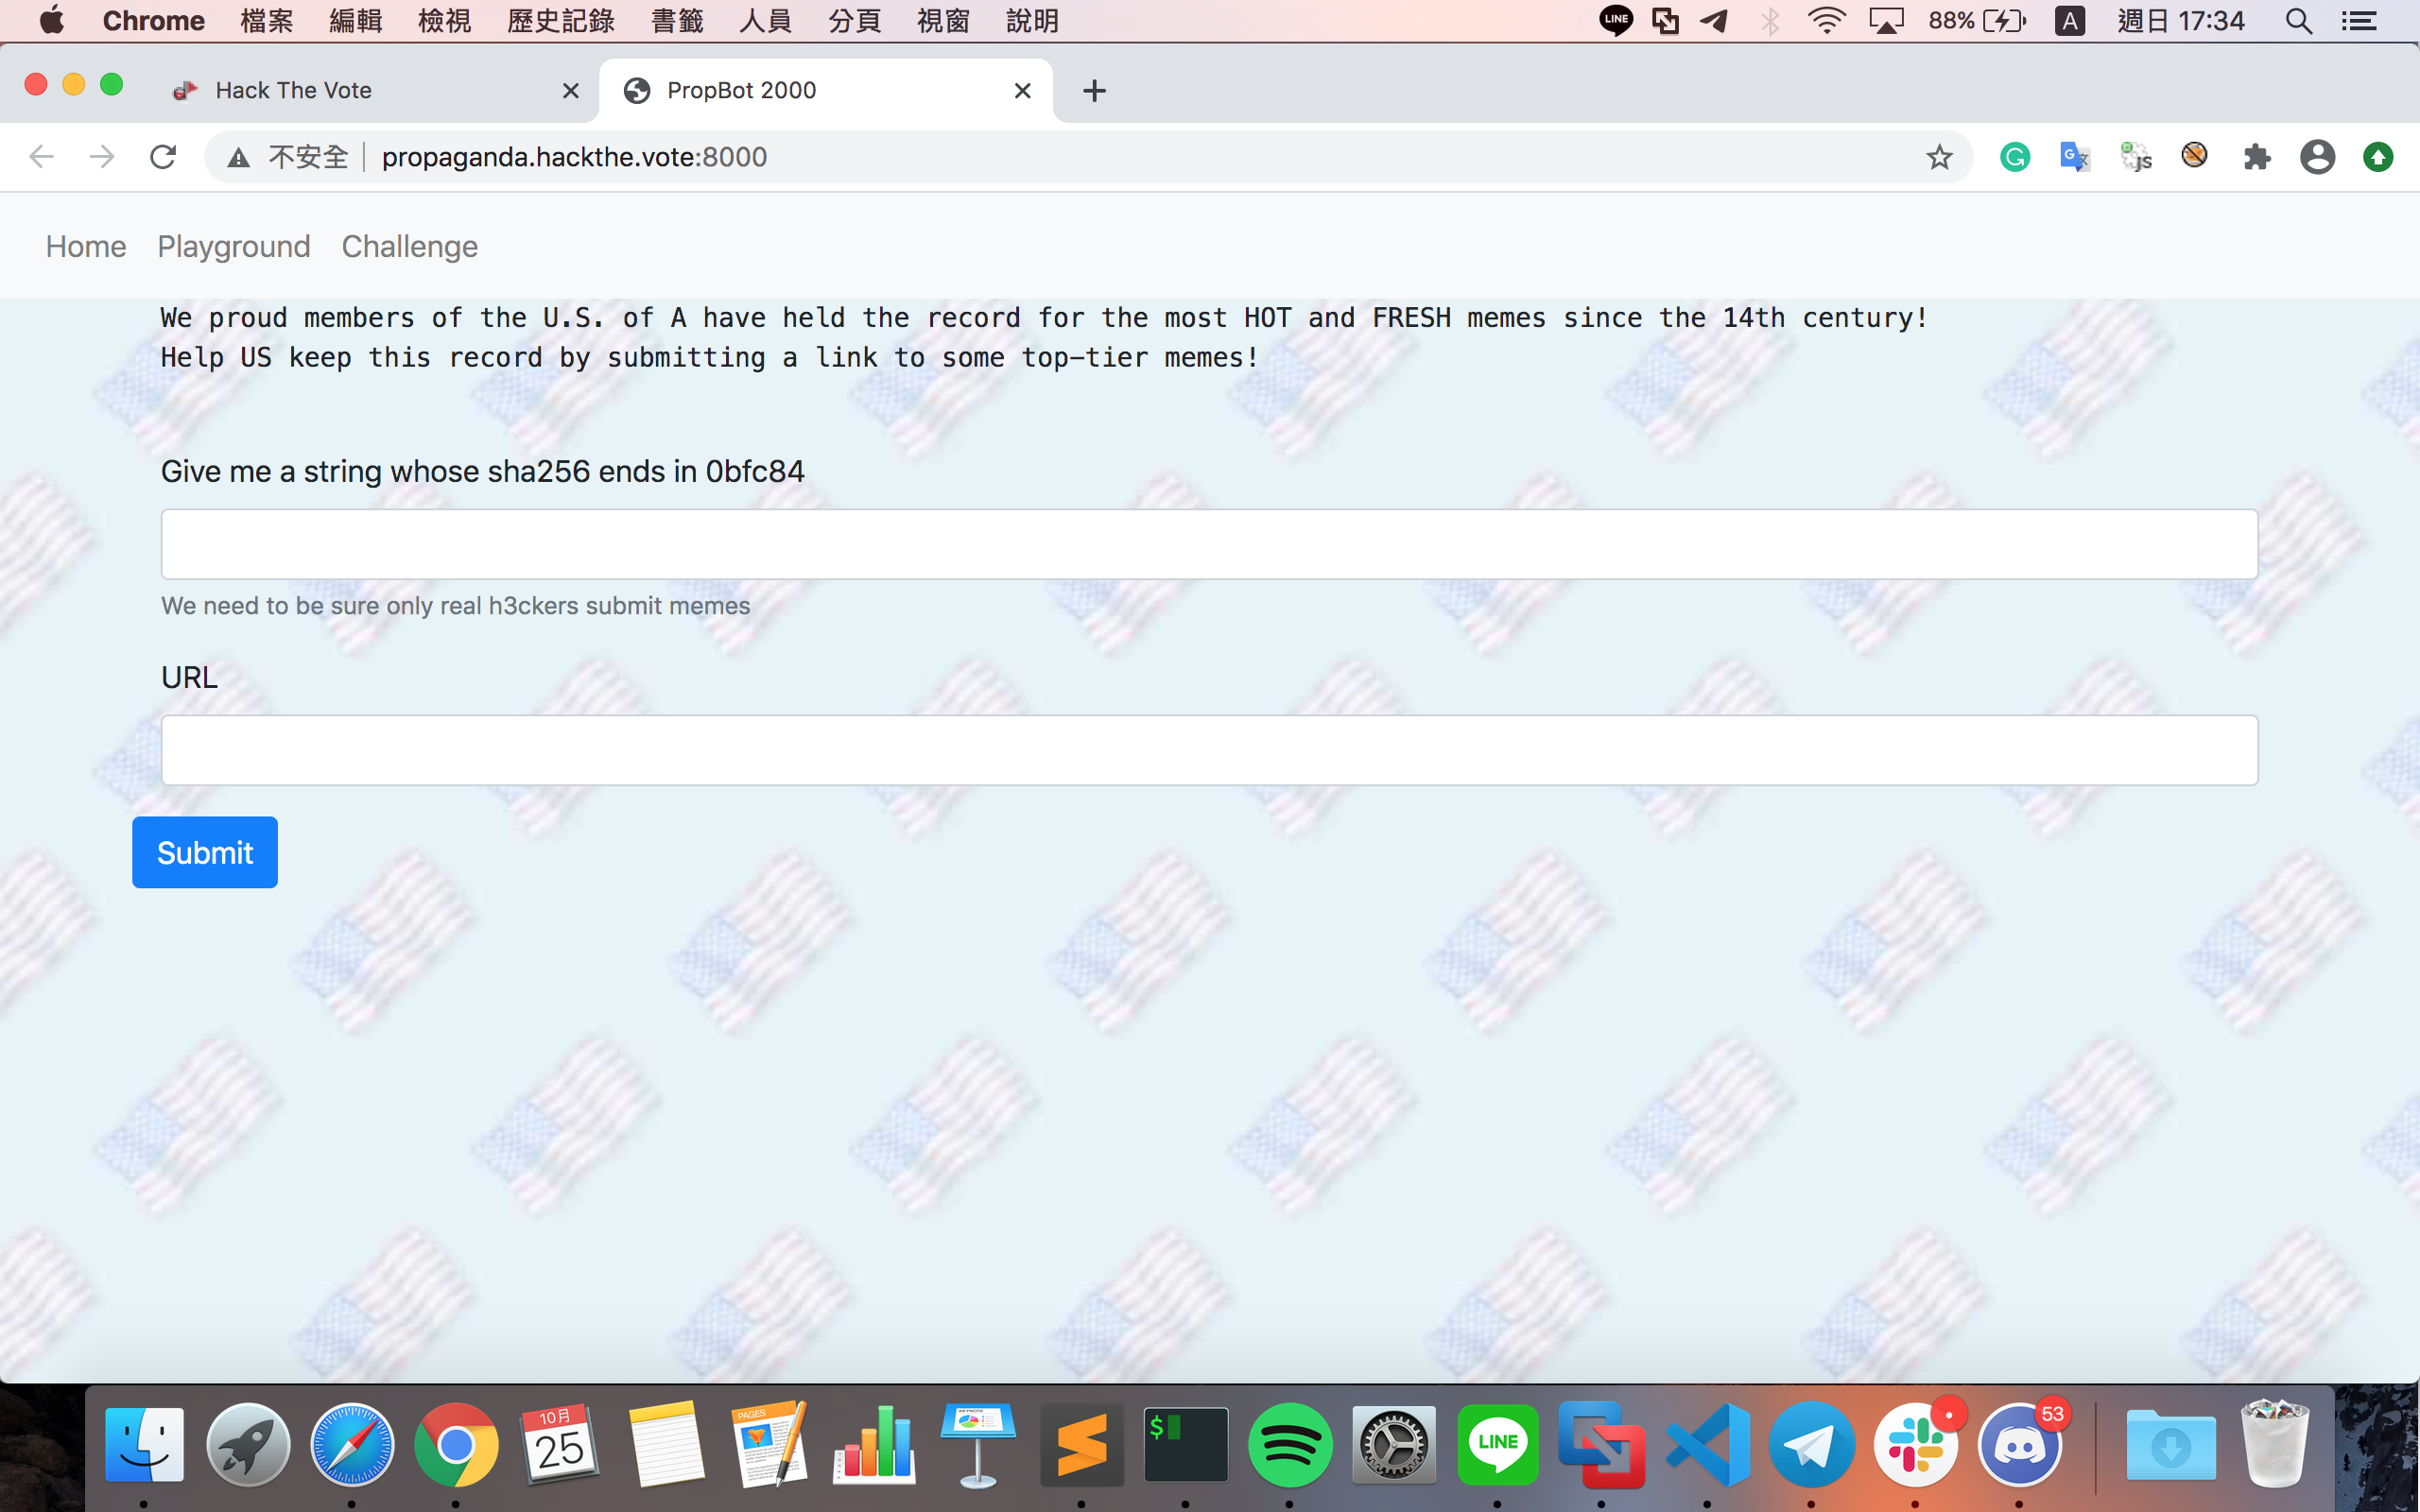 Chrome 檔案 編輯 檢視 歷史記錄 書籤 人員 分頁 視窗 說明 LINE 88% A 週日 17:34
Hack The Vote PropBot 2000
不安全 propaganda.hackthe.vote:8000
Home Playground Challenge
We proud members of the U.S. of A have held the record for the most HOT and FRESH memes since the 14th century!
Help US keep this record by submitting a link to some top-tier memes!
Give me a string whose sha256 ends in 0bfc84
We need to be sure only real h3ckers submit memes
URL
Submit
10月
25
PAGES
KEYNOTE
$
LINE
53